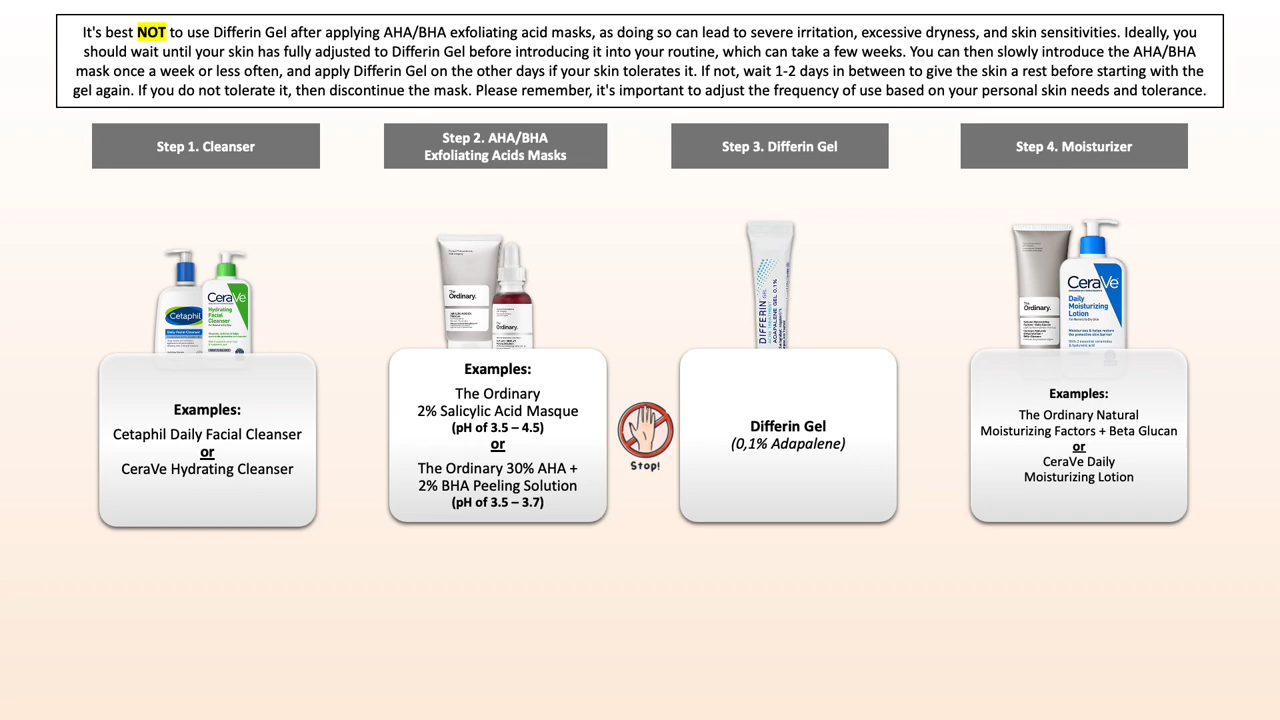 It's best NOT to use Differin Gel after applying AHA/BHA exfoliating acid masks, as doing so can lead to severe irritation, excessive dryness, and skin sensitivities. Ideally, you
should wait until your skin has fully adjusted to Differin Gel before introducing it into your routine, which can take a few weeks. You can then slowly introduce the AHA/BHA
mask once a week or less often, and apply Differin Gel on the other days if your skin tolerates it. If not, wait 1-2 days in between to give the skin a rest before starting with the
gel again. If you do not tolerate it, then discontinue the mask. Please remember, it's important to adjust the frequency of use based on your personal skin needs and tolerance.
Step 1. Cleanser
Step 2. AHA/BHA
Exfoliating Acids Masks
Step 3. Differin Gel
Step 4. Moisturizer
Cetaphil
Daily Facial Cleanser
CeraVe
Hydrating
Facial
Cleanser
The
Ordinary.
The
Ordinary.
DIFFERIN
ADAPALENE GEL 0.1%
The
Ordinary.
CeraVe
Daily
Moisturizing
Lotion
Examples:
Cetaphil Daily Facial Cleanser
or
CeraVe Hydrating Cleanser
Examples:
The Ordinary
2% Salicylic Acid Masque
(pH of 3.5 – 4.5)
or
The Ordinary 30% AHA +
2% BHA Peeling Solution
(pH of 3.5 – 3.7)
Stop!
Differin Gel
(0,1% Adapalene)
Examples:
The Ordinary Natural
Moisturizing Factors + Beta Glucan
or
CeraVe Daily
Moisturizing Lotion